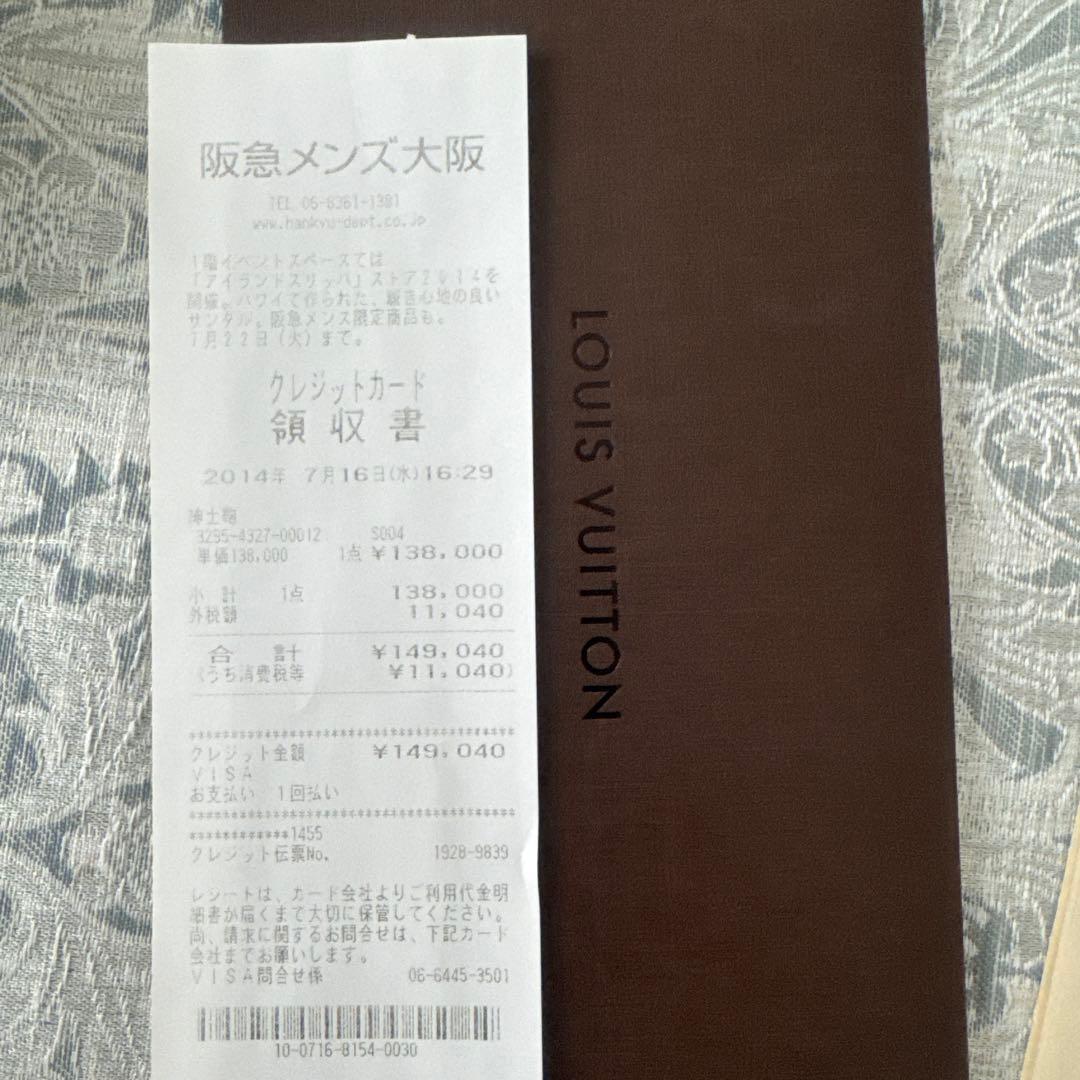 阪急メンズ大阪
TEL 06-8361-1381
www.hankyu-dept.co.jp
1階イベントスペースでは
「アイランドスリッパ」ストア2014を
開催。ハワイで作られた、履き心地の良い
サンダル。阪急メンズ限定商品も。
7月22日(火)まで。
クレジットカード
領収書
2014年 7月16日(水)16:29
紳士鞄
3295-4327-00012 S004
単価138,000 1点 ¥138,000
小計 1点 138,000
外税額 11,040
合計 ¥149,040
(うち消費税等 ¥11,040)
****************************************
クレジット金額 ¥149,040
VISA
お支払い 1回払い
****************************************
************1455
クレジット伝票No. 1928-9839
レシートは、カード会社よりご利用代金明
細書が届くまで大切に保管してください。
尚、請求に関するお問合せは、下記カード
会社までお願いします。
VISA問合せ係 06-6445-3501
10-0716-8154-0030
LOUIS VUITTON